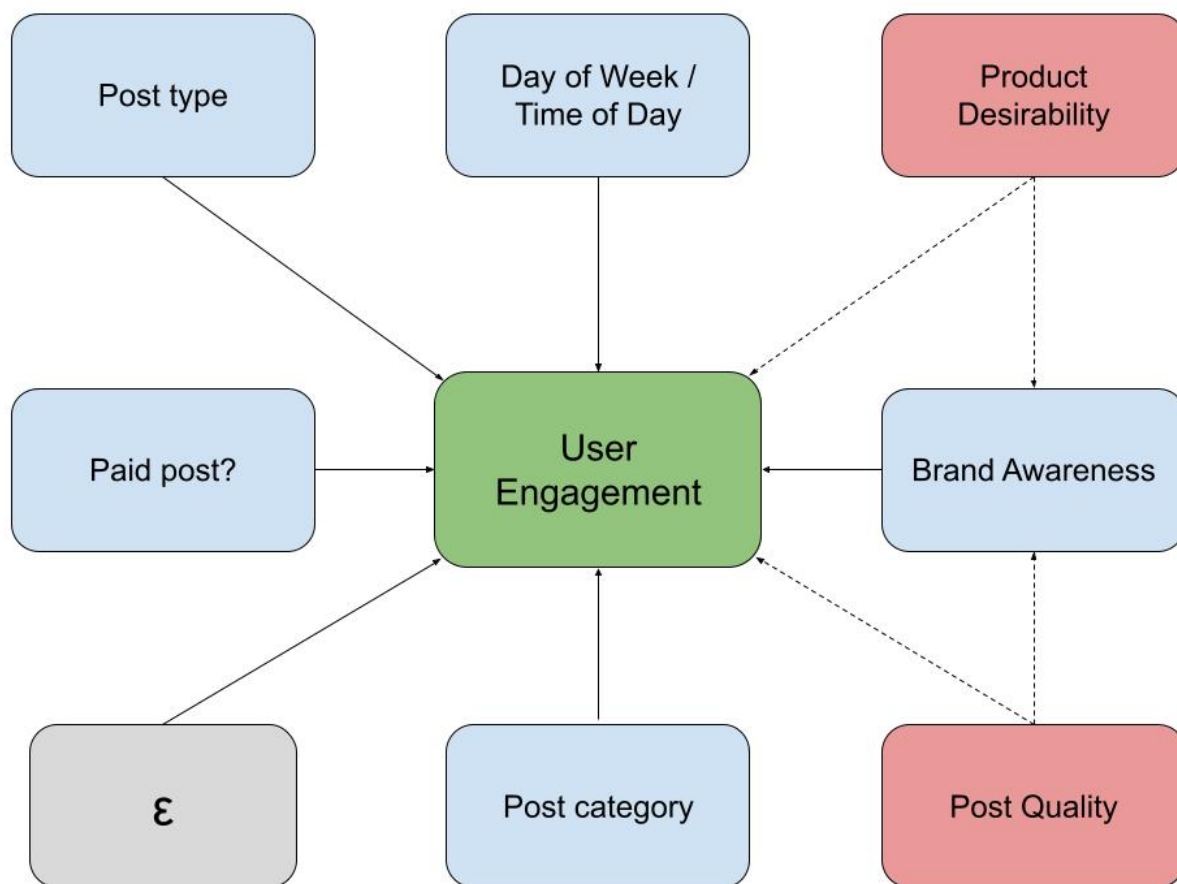 Post type
Day of Week /
Time of Day
Product
Desirability
Paid post?
User
Engagement
Brand Awareness
ε
Post category
Post Quality